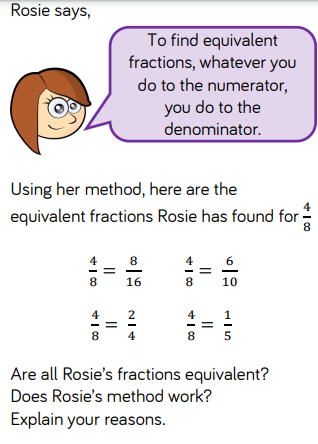 Rosie says,
To find equivalent
fractions, whatever you
do to the numerator,
you do to the
denominator.
Using her method, here are the
equivalent fractions Rosie has found for 4/8
4/8 = 8/16 4/8 = 6/10
4/8 = 2/4 4/8 = 1/5
Are all Rosie's fractions equivalent?
Does Rosie's method work?
Explain your reasons.